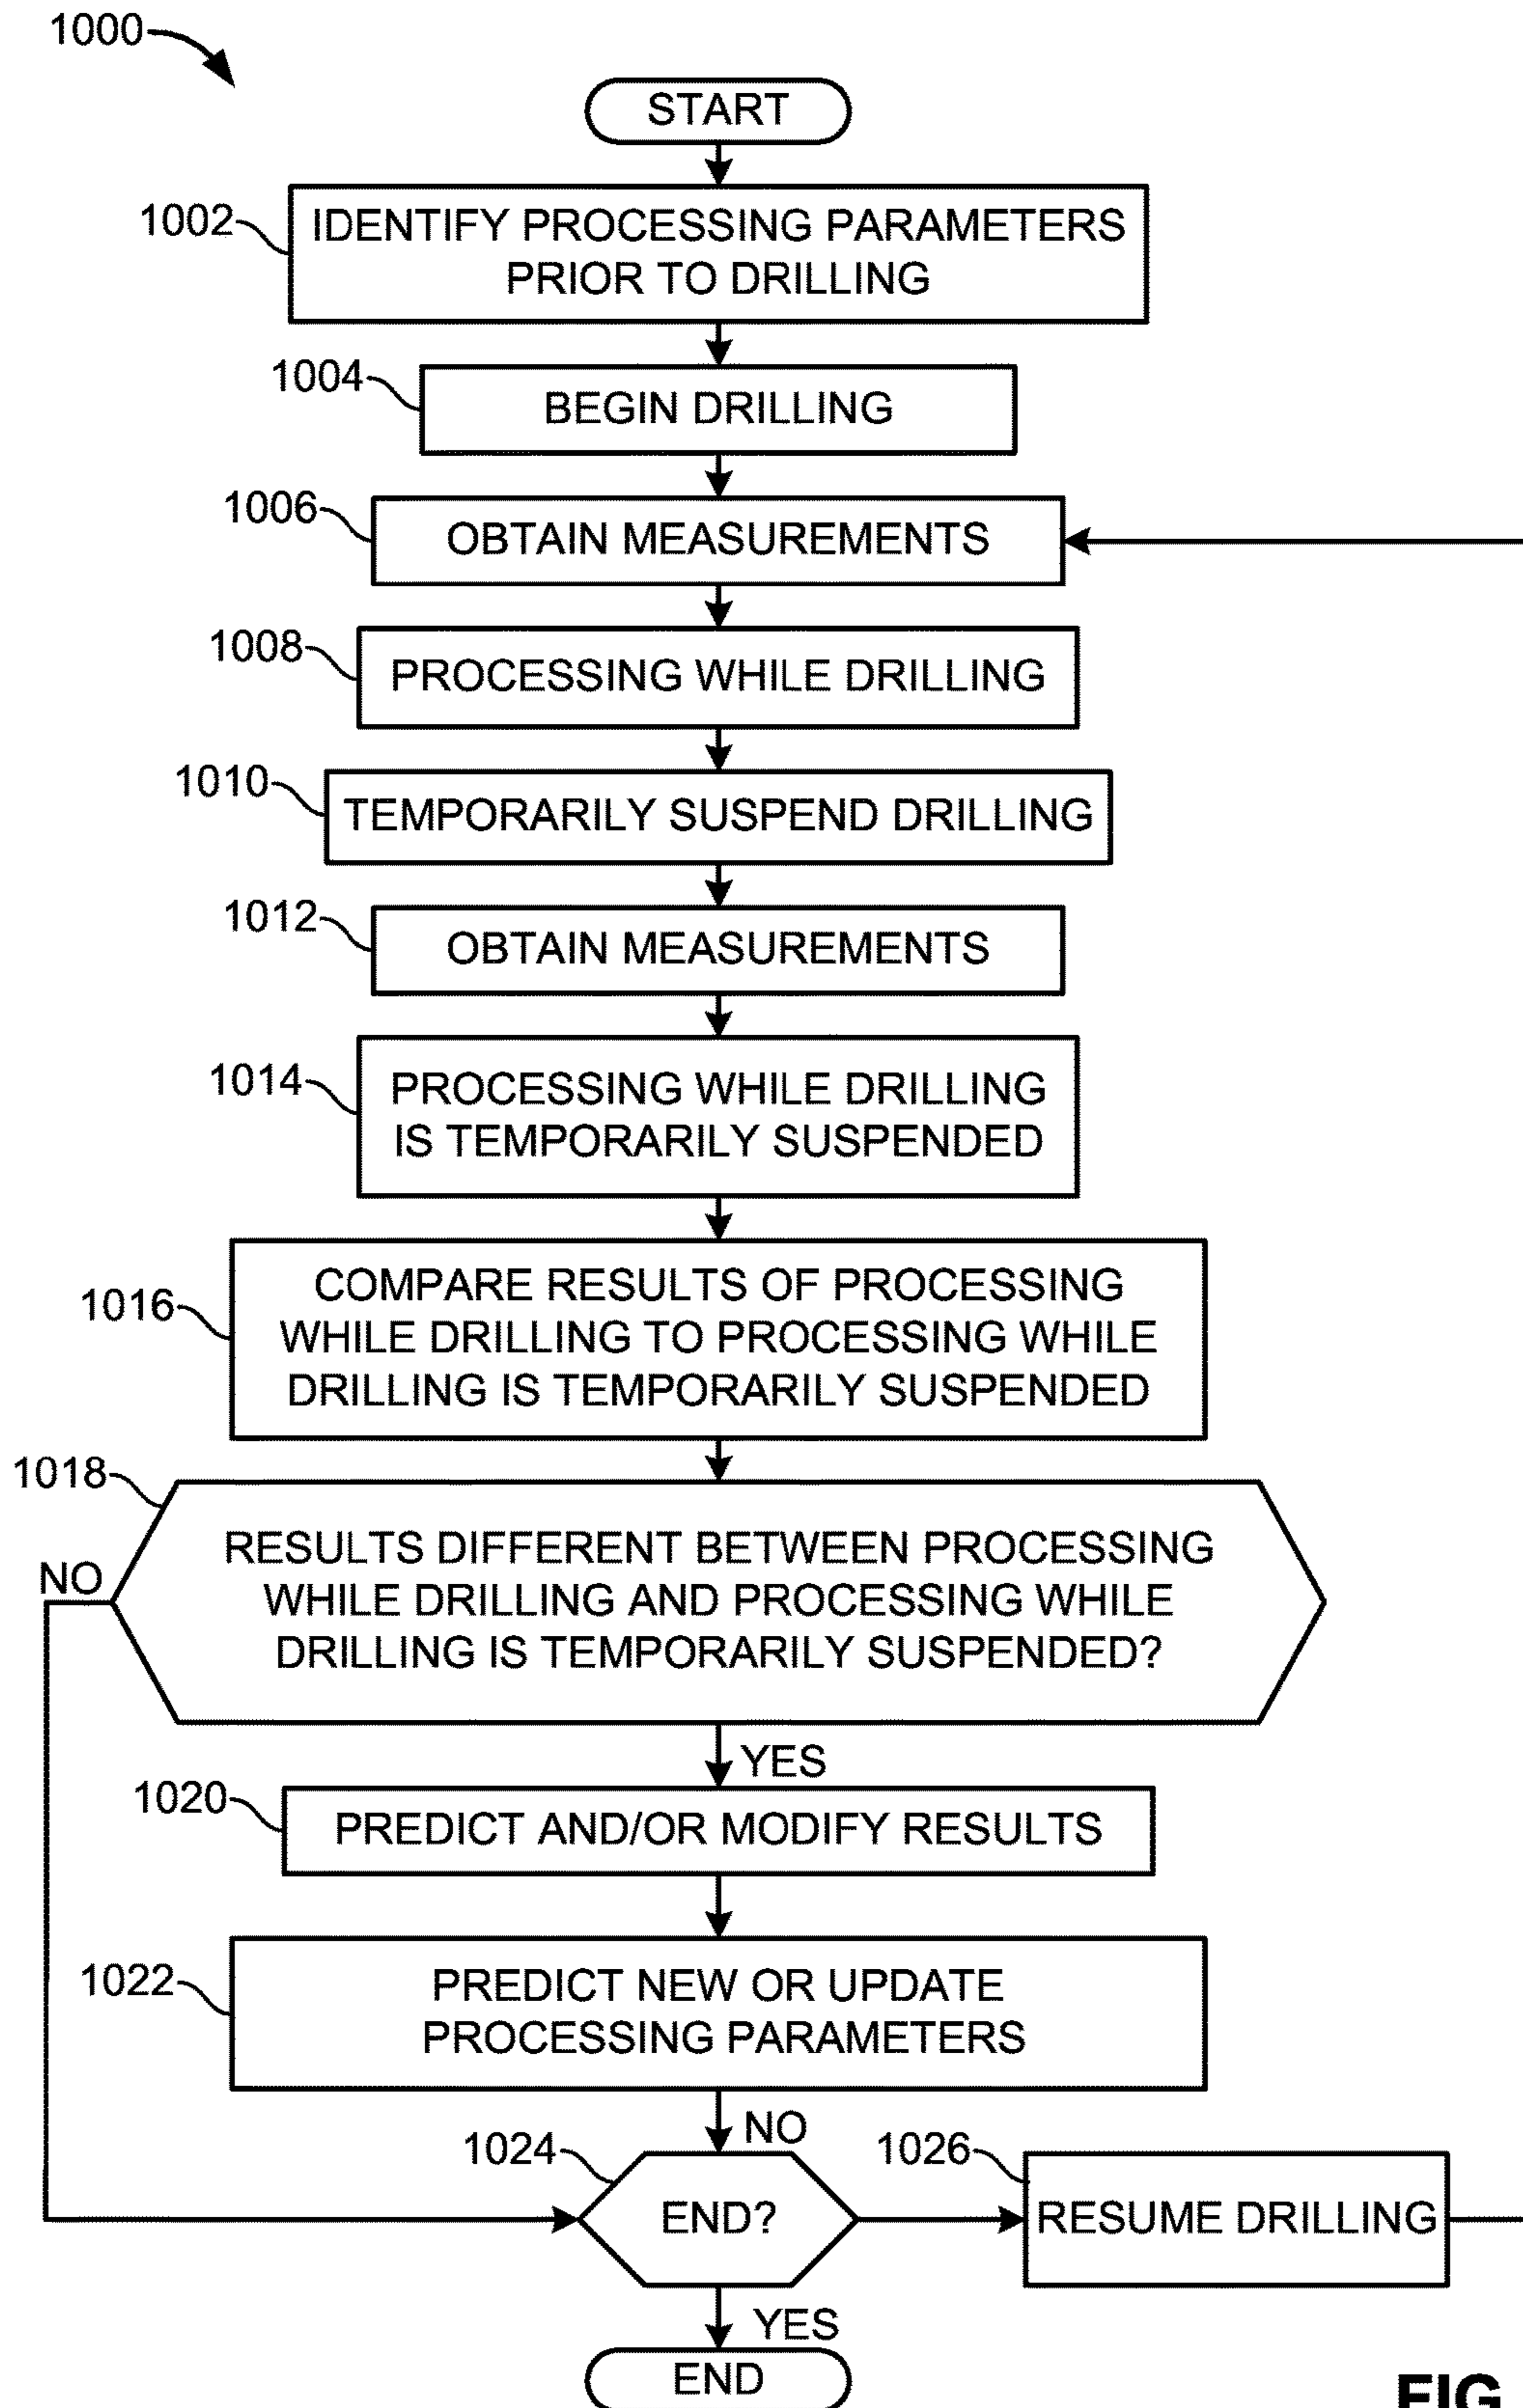 1000
START
1002
IDENTIFY PROCESSING PARAMETERS
PRIOR TO DRILLING
1004
BEGIN DRILLING
1006
OBTAIN MEASUREMENTS
1008
PROCESSING WHILE DRILLING
1010
TEMPORARILY SUSPEND DRILLING
1012
OBTAIN MEASUREMENTS
1014
PROCESSING WHILE DRILLING
IS TEMPORARILY SUSPENDED
1016
COMPARE RESULTS OF PROCESSING
WHILE DRILLING TO PROCESSING WHILE
DRILLING IS TEMPORARILY SUSPENDED
1018
RESULTS DIFFERENT BETWEEN PROCESSING
WHILE DRILLING AND PROCESSING WHILE
DRILLING IS TEMPORARILY SUSPENDED?
NO
YES
1020
PREDICT AND/OR MODIFY RESULTS
1022
PREDICT NEW OR UPDATE
PROCESSING PARAMETERS
NO
1024
END?
1026
RESUME DRILLING
YES
END
FIG